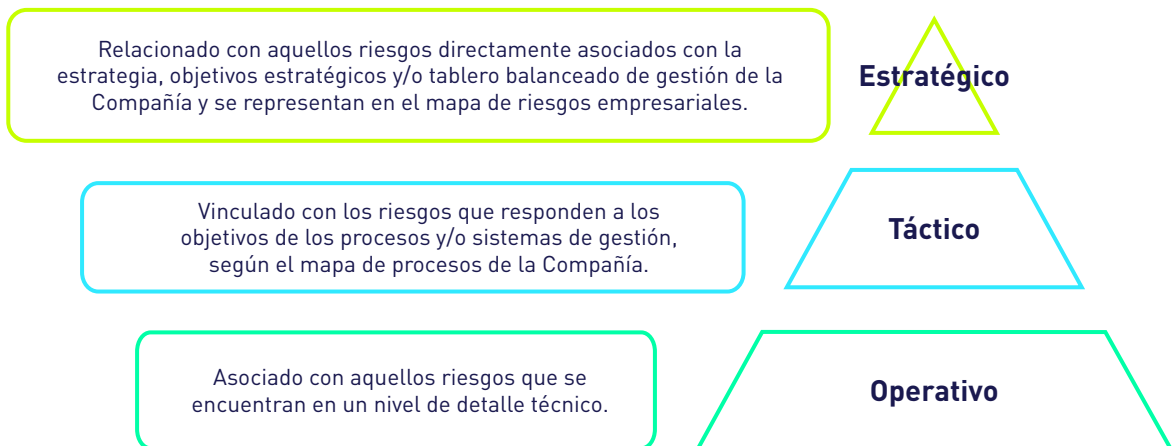 Relacionado con aquellos riesgos directamente asociados con la
estrategia, objetivos estratégicos y/o tablero balanceado de gestión de la
Compañía y se representan en el mapa de riesgos empresariales.
Estratégico
Vinculado con los riesgos que responden a los
objetivos de los procesos y/o sistemas de gestión,
según el mapa de procesos de la Compañía.
Táctico
Asociado con aquellos riesgos que se
encuentran en un nivel de detalle técnico.
Operativo